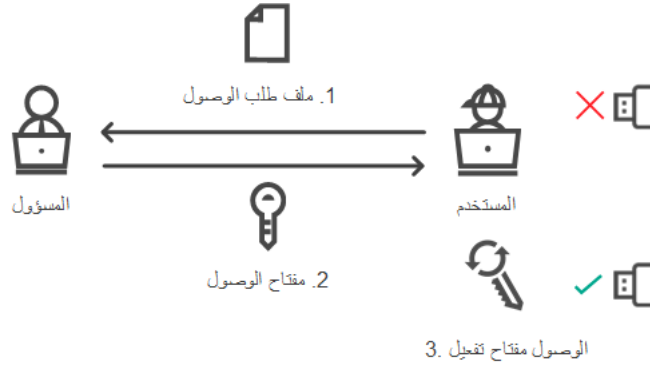 1. ملف طلب الوصول
المسؤول
المستخدم
2. مفتاح الوصول
3. الوصول مفتاح تفعيل